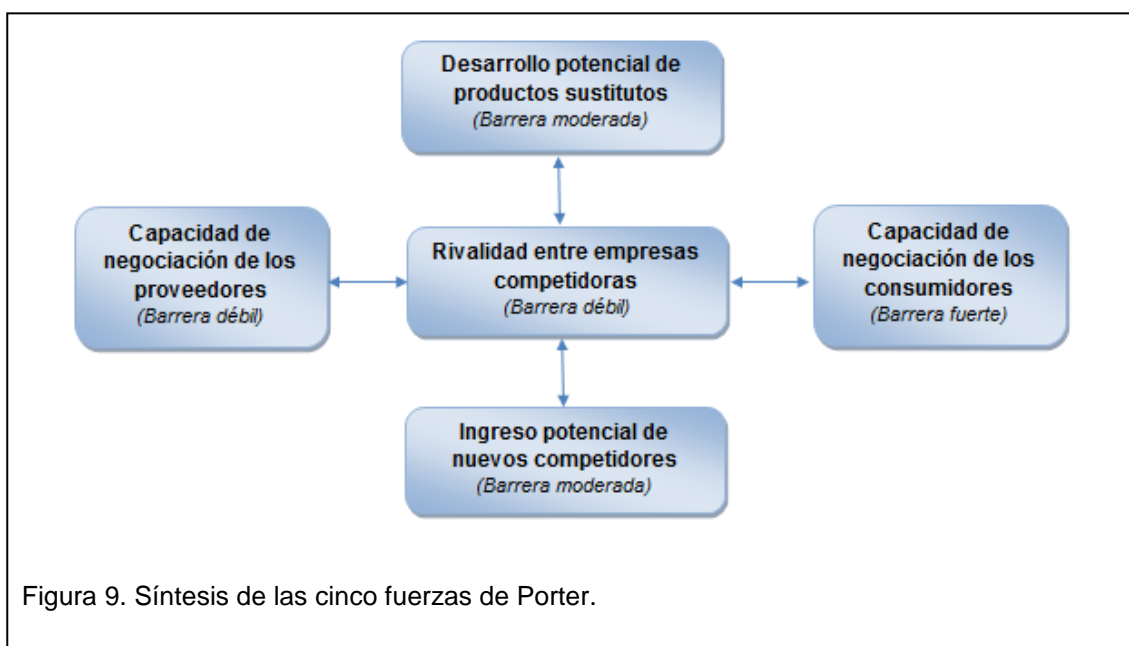 Desarrollo potencial de
productos sustitutos
(Barrera moderada)
Capacidad de
negociación de los
proveedores
(Barrera débil)
Rivalidad entre empresas
competidoras
(Barrera débil)
Capacidad de
negociación de los
consumidores
(Barrera fuerte)
Ingreso potencial de
nuevos competidores
(Barrera moderada)
Figura 9. Síntesis de las cinco fuerzas de Porter.